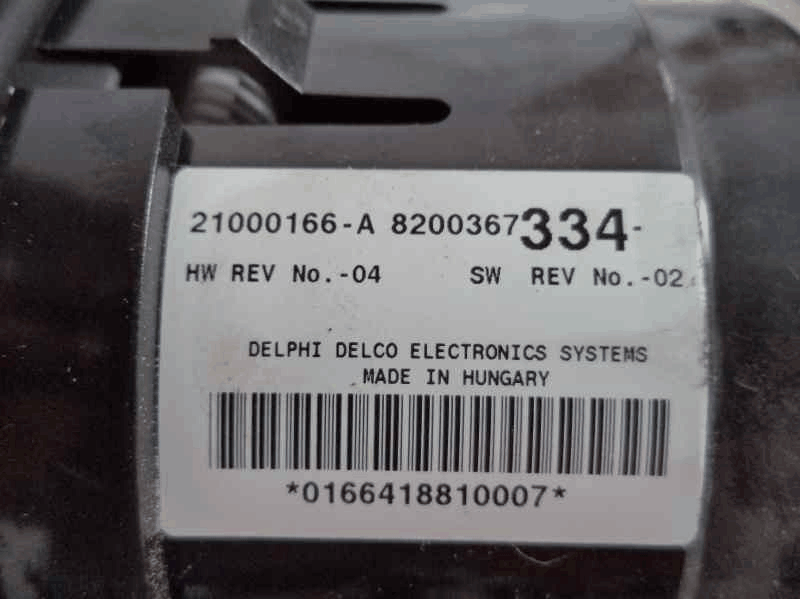 21000166-A 8200367334-
HW REV No.-04 SW REV No.-02
DELPHI DELCO ELECTRONICS SYSTEMS
MADE IN HUNGARY
*0166418810007*